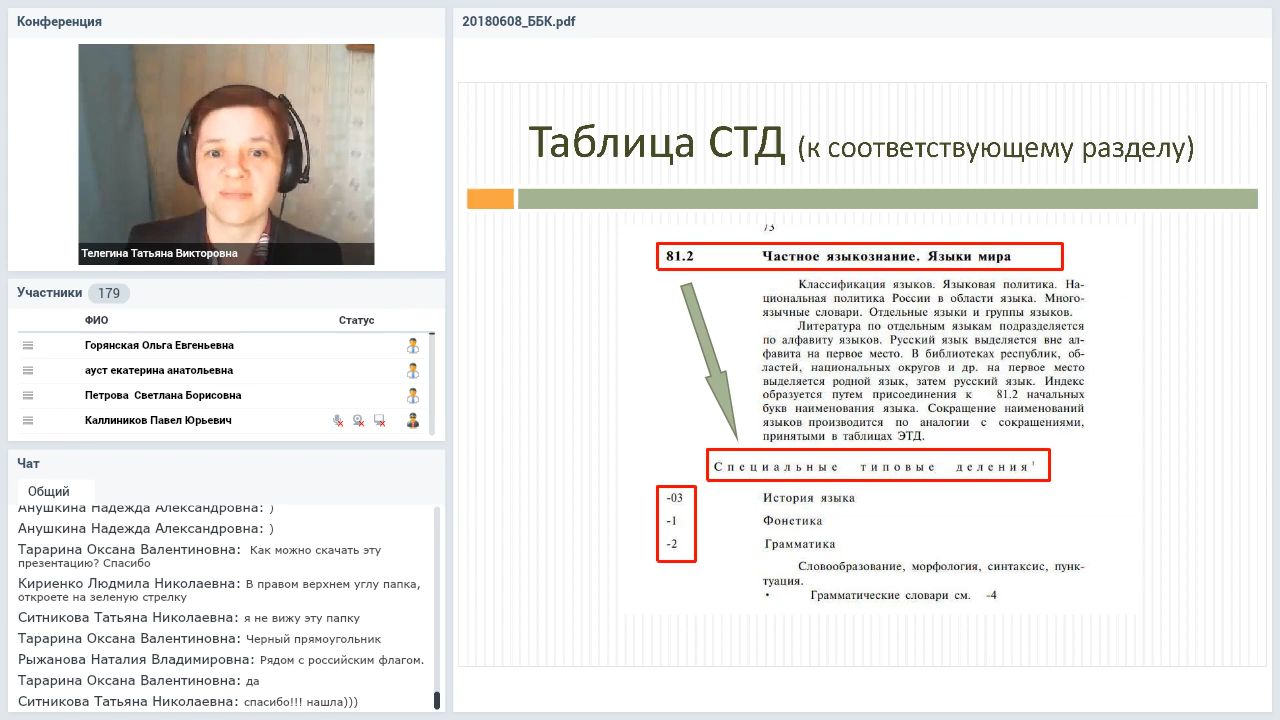 Конференция
Телегина Татьяна Викторовна
Участники 179
ФИО Статус
Горянская Ольга Евгеньевна
ауст екатерина анатольевна
Петрова Светлана Борисовна
Каллиников Павел Юрьевич
Чат
Общий
Анушкина Надежда Александровна: )
Анушкина Надежда Александровна: )
Тарарина Оксана Валентиновна: Как можно скачать эту
презентацию? Спасибо
Кириенко Людмила Николаевна: В правом верхнем углу папка,
откроете на зеленую стрелку
Ситникова Татьяна Николаевна: я не вижу эту папку
Тарарина Оксана Валентиновна: Черный прямоугольник
Рыжанова Наталия Владимировна: Рядом с российским флагом.
Тарарина Оксана Валентиновна: да
Ситникова Татьяна Николаевна: спасибо!!! нашла)))
20180608_ББК.pdf
Таблица СТД (к соответствующему разделу)
81.2 Частное языкознание. Языки мира
Классификация языков. Языковая политика. На-
циональная политика России в области языка. Много-
язычные словари. Отдельные языки и группы языков.
Литература по отдельным языкам подразделяется
по алфавиту языков. Русский язык выделяется вне ал-
фавита на первое место. В библиотеках республик, об-
ластей, национальных округов и др. на первое место
выделяется родной язык, затем русский язык. Индекс
образуется путем присоединения к 81.2 начальных
букв наименования языка. Сокращение наименований
языков производится по аналогии с сокращениями,
принятыми в таблицах ЭТД.
Специальные типовые деления¹
-03 История языка
-1 Фонетика
-2 Грамматика
Словообразование, морфология, синтаксис, пунк-
туация.
• Грамматические словари см. -4